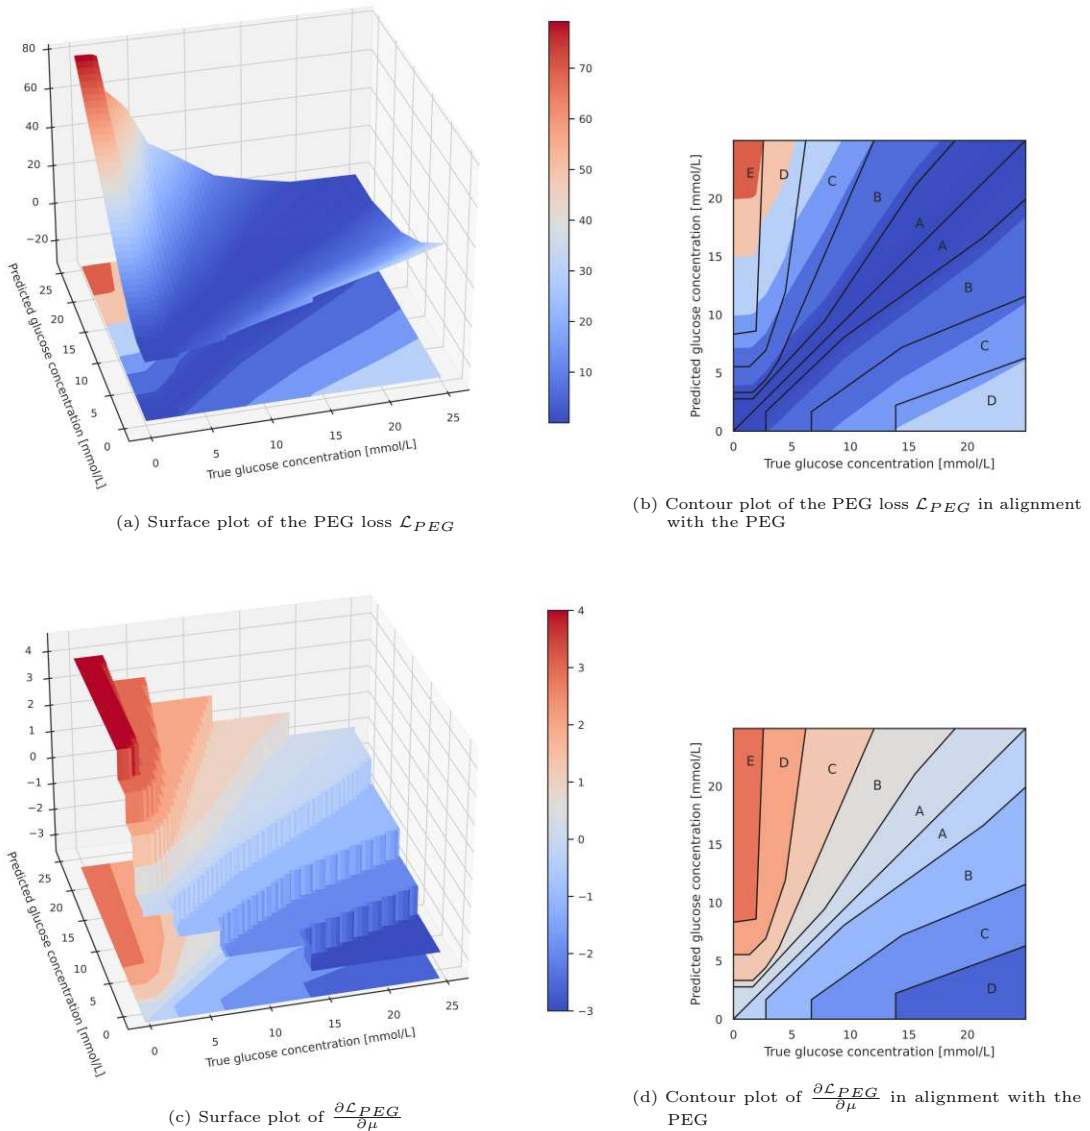 80
60
40
20
0
−20
25
20
15
10
5
0
Predicted glucose concentration [mmol/L]
0
5
10
15
20
25
True glucose concentration [mmol/L]
70
60
50
40
30
20
10
(a) Surface plot of the PEG loss ℒ_PEG
20
15
10
5
0
Predicted glucose concentration [mmol/L]
E
D
C
B
A
A
B
C
D
0
5
10
15
20
True glucose concentration [mmol/L]
(b) Contour plot of the PEG loss ℒ_PEG in alignment
with the PEG
4
3
2
1
0
−1
−2
−3
25
20
15
10
5
0
Predicted glucose concentration [mmol/L]
0
5
10
15
20
25
True glucose concentration [mmol/L]
4
3
2
1
0
−1
−2
−3
(c) Surface plot of ∂ℒ_PEG/∂μ
20
15
10
5
0
Predicted glucose concentration [mmol/L]
E
D
C
B
A
A
B
C
D
0
5
10
15
20
True glucose concentration [mmol/L]
(d) Contour plot of ∂ℒ_PEG/∂μ in alignment with the
PEG